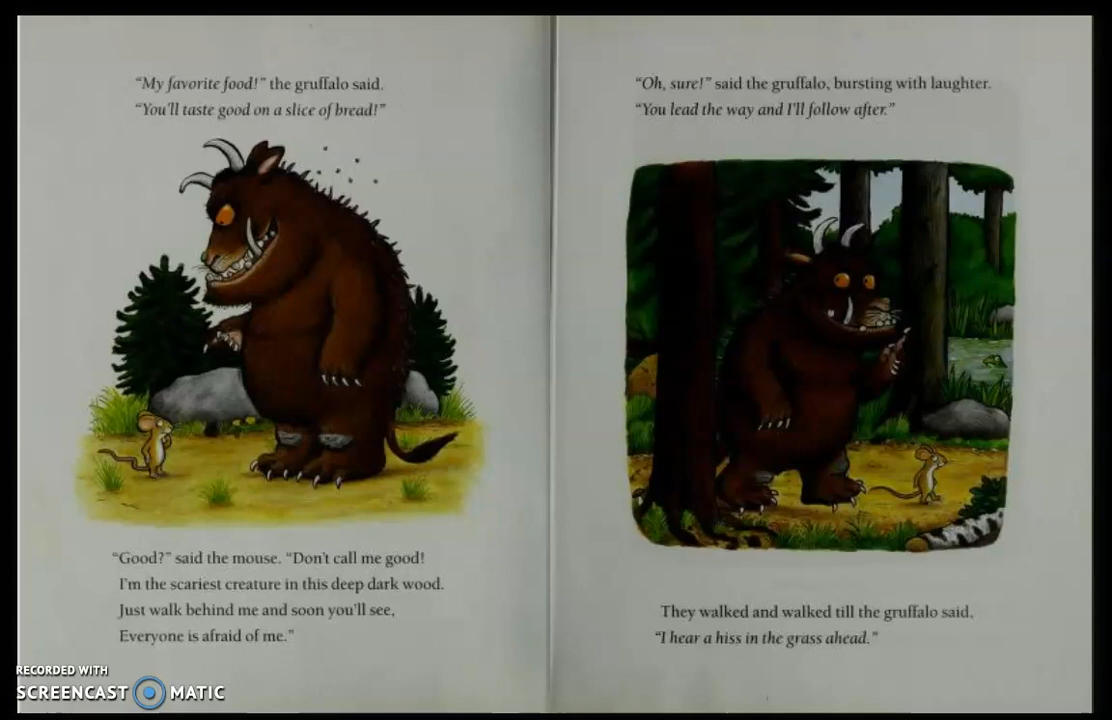 “My favorite food!” the gruffalo said.
“You'll taste good on a slice of bread!”
“Good?” said the mouse. “Don't call me good!
I'm the scariest creature in this deep dark wood.
Just walk behind me and soon you'll see,
Everyone is afraid of me.”
“Oh, sure!” said the gruffalo, bursting with laughter.
“You lead the way and I'll follow after.”
They walked and walked till the gruffalo said,
“I hear a hiss in the grass ahead.”
RECORDED WITH
SCREENCAST MATIC